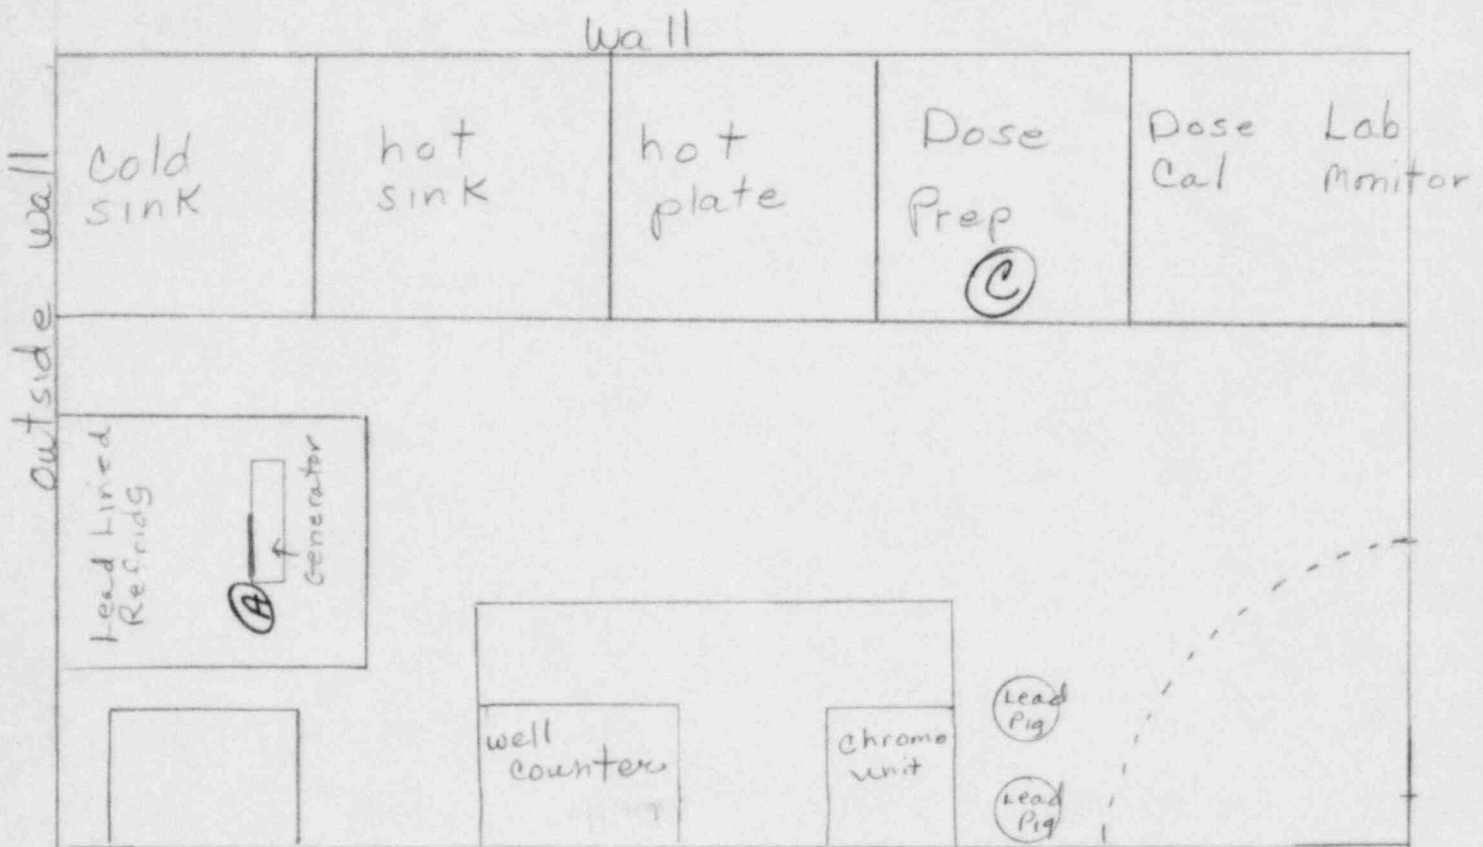 Wall
outside wall
Cold
sink
hot
sink
hot
plate
Dose
Prep
C
Dose
Cal
Lab
Monitor
Lead Lined
Refridg
A
Generator
well
counter
chromo
unit
Lead
Pig
Lead
Pig